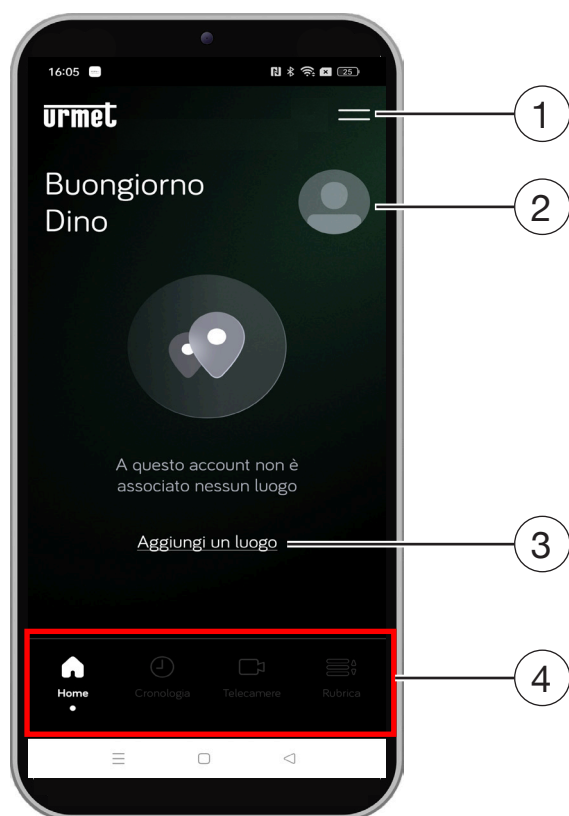 16:05
25
urmet
1
Buongiorno
Dino
2
A questo account non è
associato nessun luogo
Aggiungi un luogo
3
Home
Cronologia
Telecamere
Rubrica
4